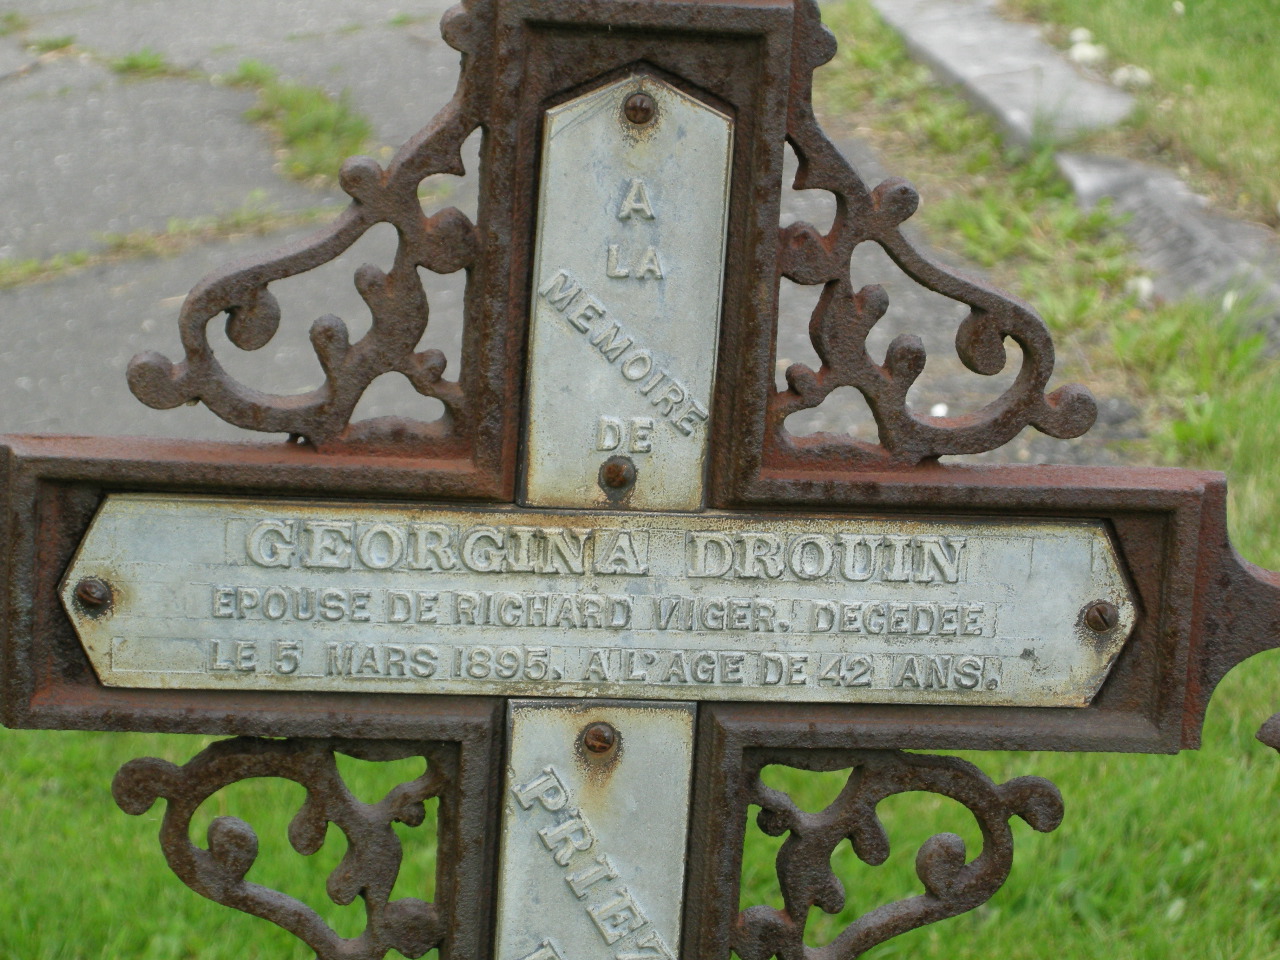 A
LA
MEMOIRE
DE
GEORGINA DROUIN
EPOUSE DE RICHARD VIGER. DECEDEE
LE 5 MARS 1895. A L'AGE DE 42 ANS.